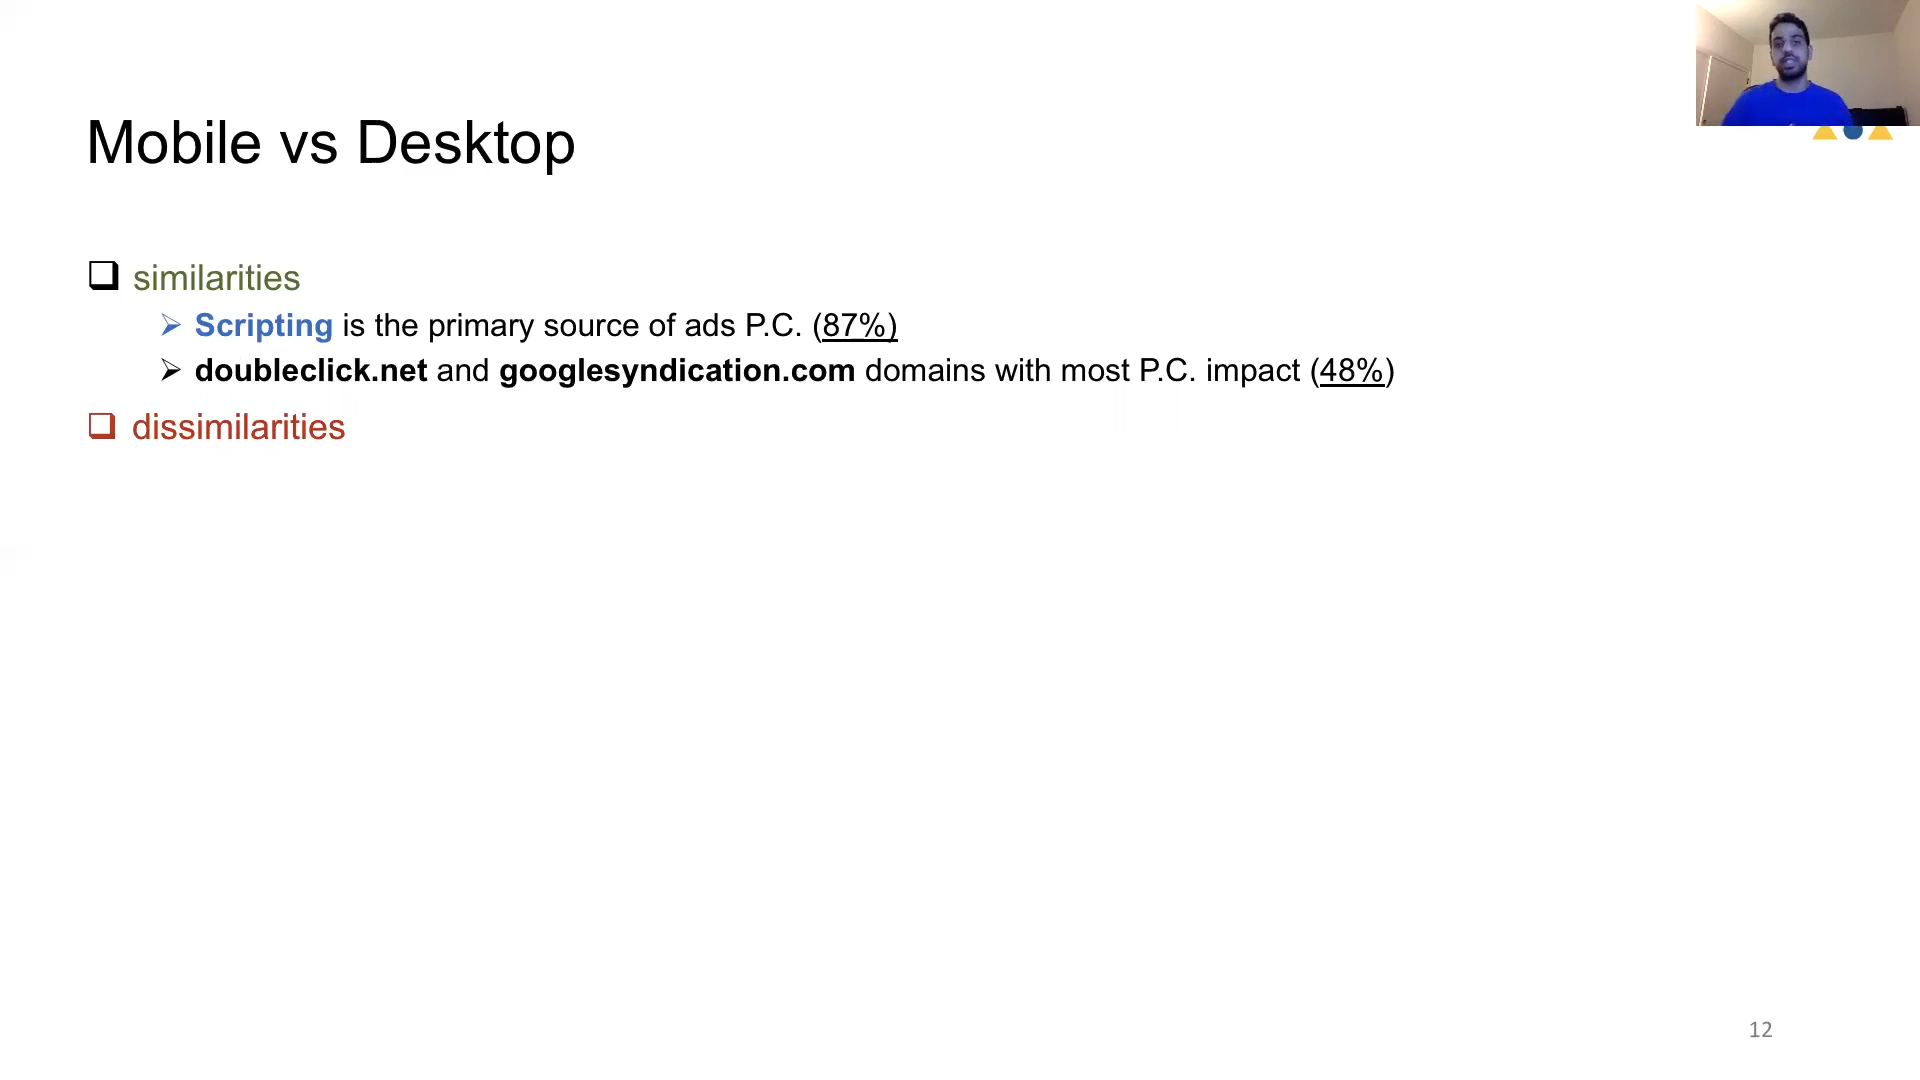 Mobile vs Desktop
similarities
Scripting is the primary source of ads P.C. (87%)
doubleclick.net and googlesyndication.com domains with most P.C. impact (48%)
dissimilarities
12